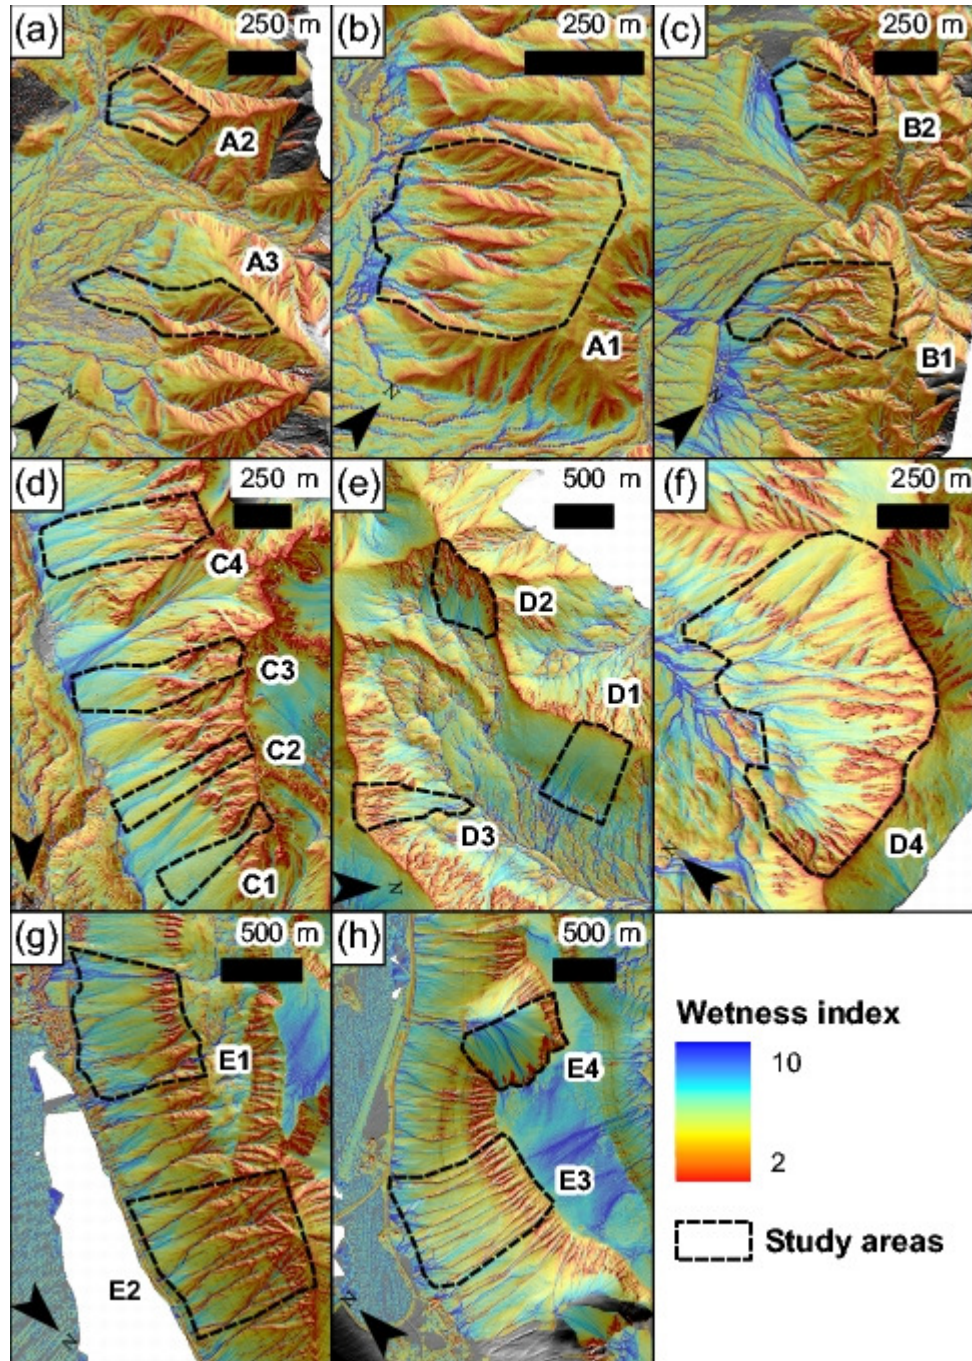 (a) 250 m
A2
A3
N
(b) 250 m
A1
N
(c) 250 m
B2
B1
N
(d) 250 m
C4
C3
C2
C1
N
(e) 500 m
D2
D1
D3
N
(f) 250 m
D4
N
(g) 500 m
E1
E2
N
(h) 500 m
E4
E3
N
Wetness index
10
2
Study areas